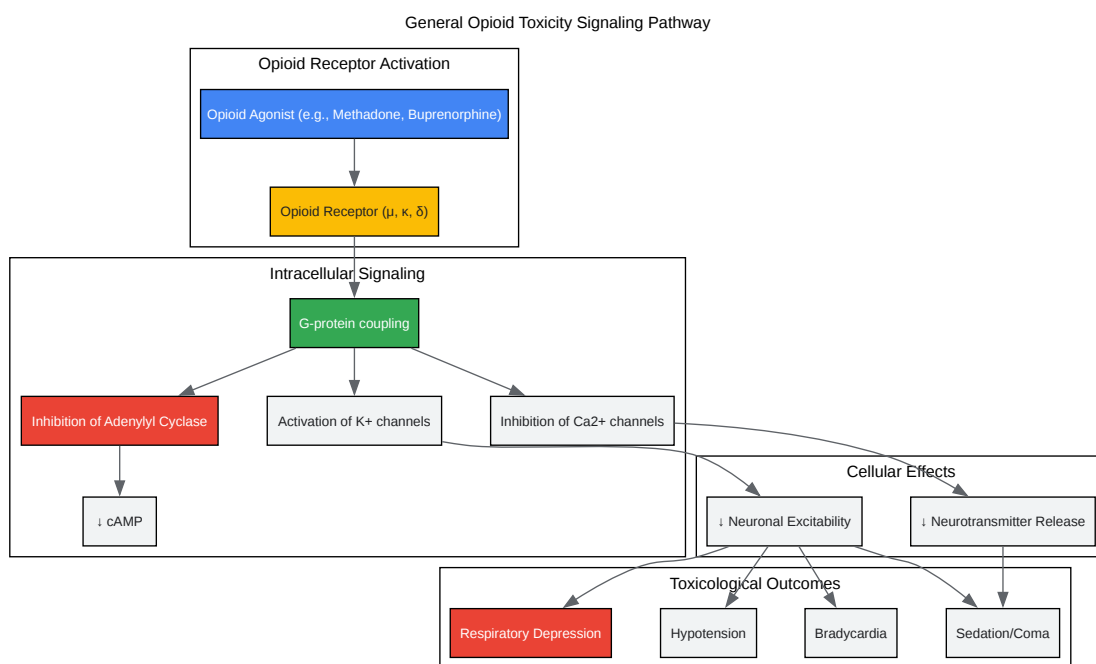 General Opioid Toxicity Signaling Pathway
Opioid Receptor Activation
Opioid Agonist (e.g., Methadone, Buprenorphine)
Opioid Receptor (μ, κ, δ)
Intracellular Signaling
G-protein coupling
Inhibition of Adenylyl Cyclase
Activation of K+ channels
Inhibition of Ca2+ channels
↓ cAMP
Cellular Effects
↓ Neuronal Excitability
↓ Neurotransmitter Release
Toxicological Outcomes
Respiratory Depression
Hypotension
Bradycardia
Sedation/Coma